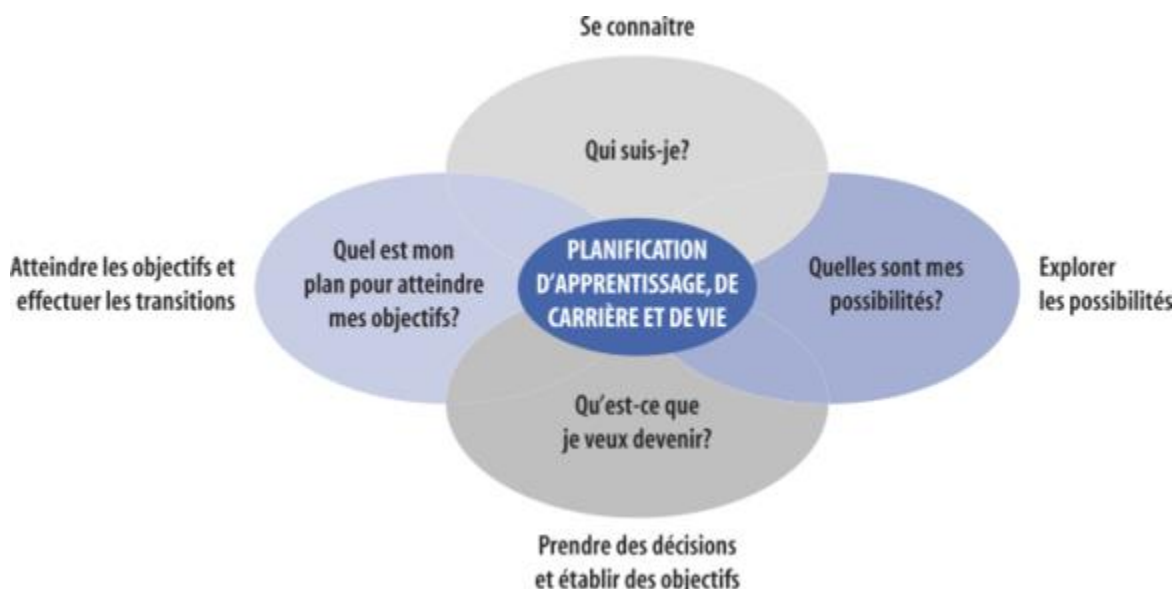 Se connaître
Qui suis-je?
Atteindre les objectifs et
effectuer les transitions
Quel est mon
plan pour atteindre
mes objectifs?
PLANIFICATION
D'APPRENTISSAGE, DE
CARRIÈRE ET DE VIE
Quelles sont mes
possibilités?
Explorer
les possibilités
Qu'est-ce que
je veux devenir?
Prendre des décisions
et établir des objectifs